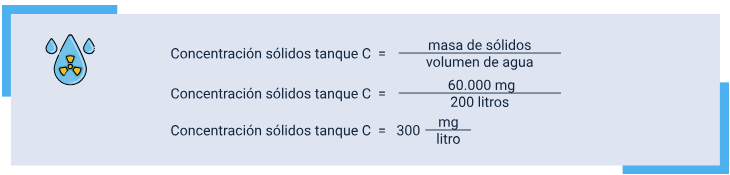 Concentración sólidos tanque C = masa de sólidos / volumen de agua
Concentración sólidos tanque C = 60.000 mg / 200 litros
Concentración sólidos tanque C = 300 mg / litro